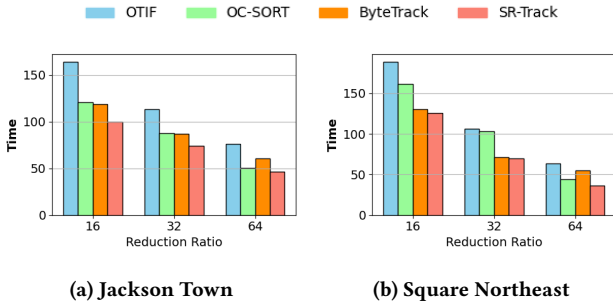 OTIF OC-SORT ByteTrack SR-Track
150
100
50
0
Time
16 32 64
Reduction Ratio
(a) Jackson Town
150
100
50
0
Time
16 32 64
Reduction Ratio
(b) Square Northeast